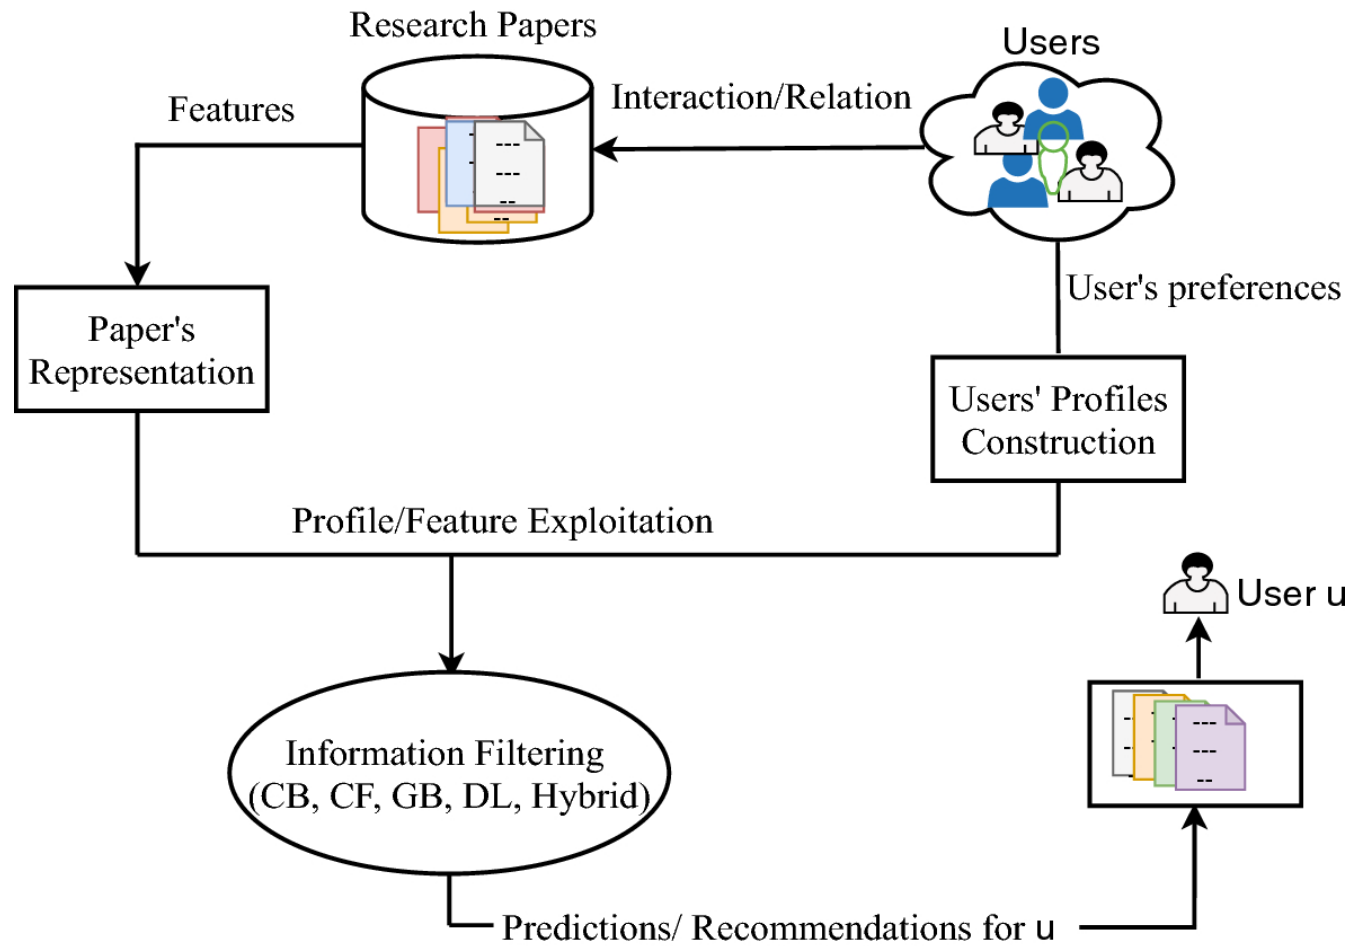 Research Papers
Users
Features
Interaction/Relation
---
---
--
User's preferences
Paper's
Representation
Users' Profiles
Construction
Profile/Feature Exploitation
User u
---
---
--
Information Filtering
(CB, CF, GB, DL, Hybrid)
Predictions/ Recommendations for u